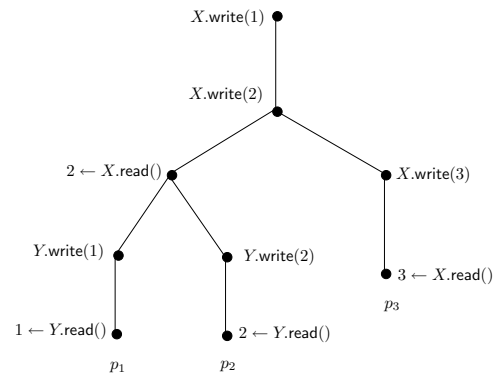 X.write(1)
X.write(2)
2 ← X.read()
X.write(3)
Y.write(1)
Y.write(2)
3 ← X.read()
p₃
1 ← Y.read()
2 ← Y.read()
p₁
p₂